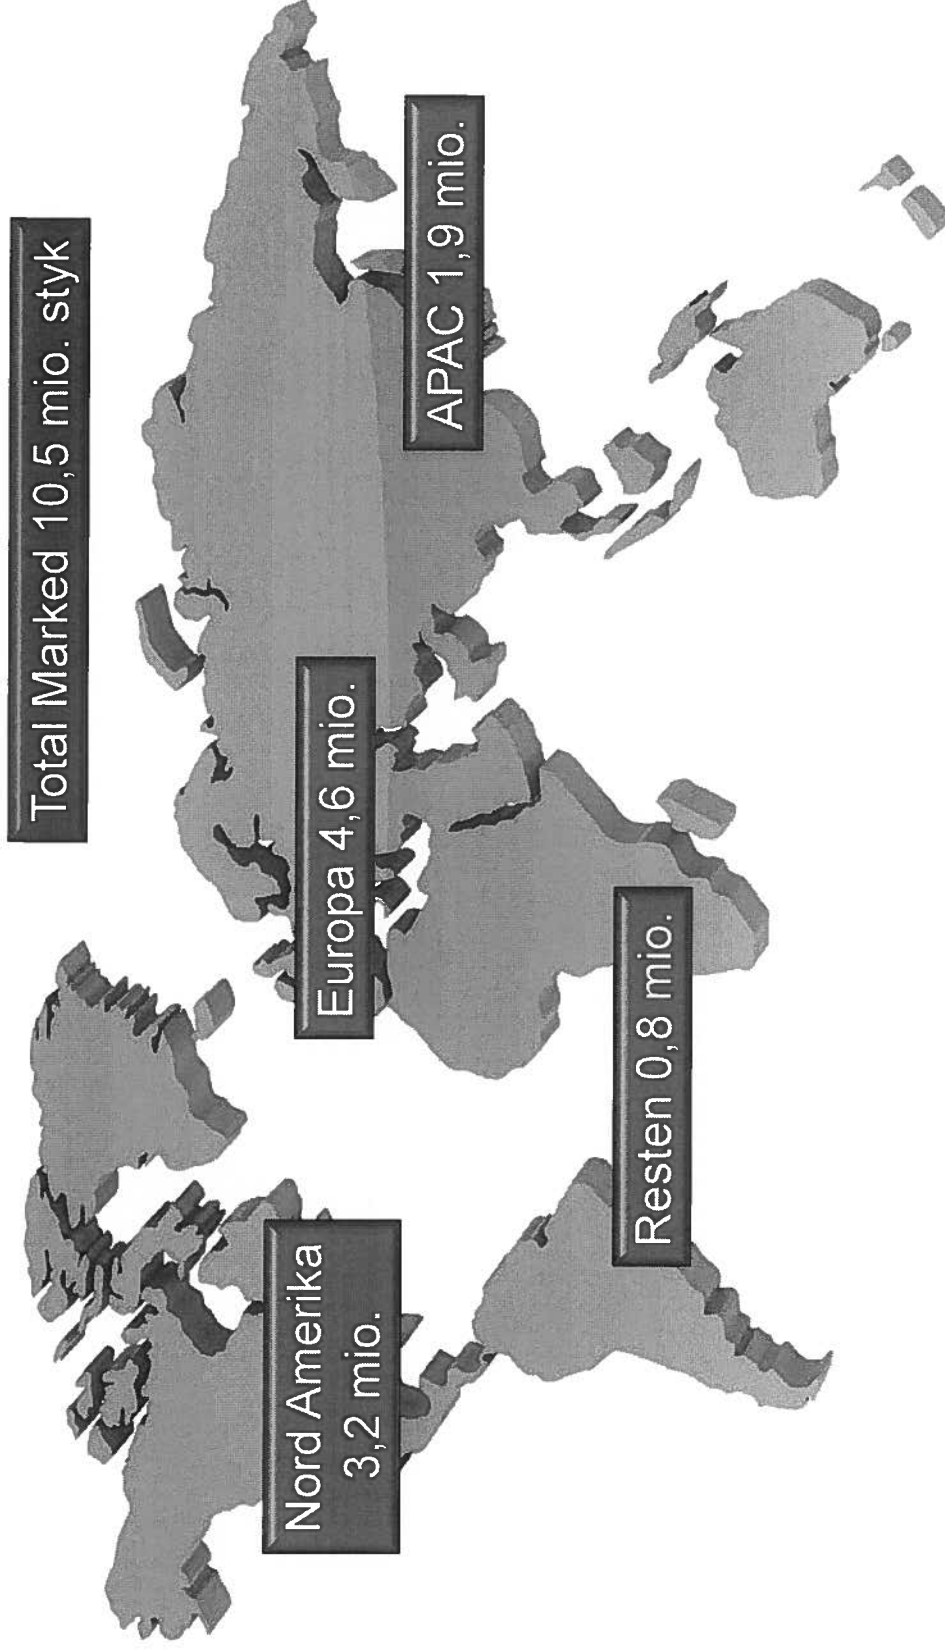 Total Marked 10,5 mio. styk
Nord Amerika
3,2 mio.
Europa 4,6 mio.
APAC 1,9 mio.
Resten 0,8 mio.